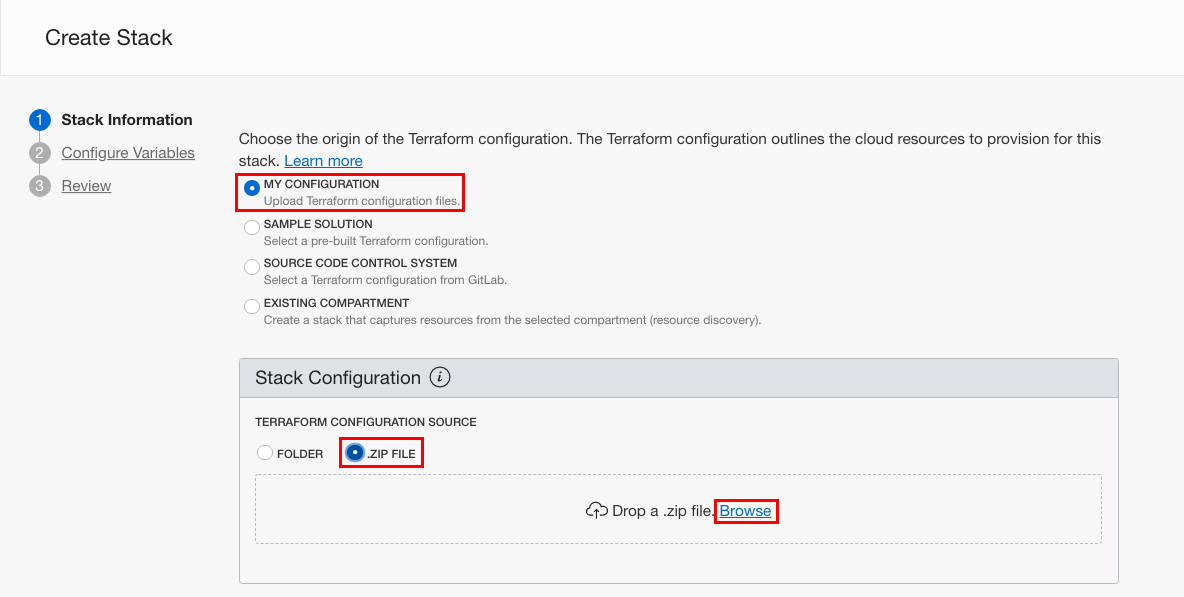 Create Stack
1 Stack Information
2 Configure Variables
3 Review
Choose the origin of the Terraform configuration. The Terraform configuration outlines the cloud resources to provision for this
stack. Learn more
MY CONFIGURATION
Upload Terraform configuration files.
SAMPLE SOLUTION
Select a pre-built Terraform configuration.
SOURCE CODE CONTROL SYSTEM
Select a Terraform configuration from GitLab.
EXISTING COMPARTMENT
Create a stack that captures resources from the selected compartment (resource discovery).
Stack Configuration i
TERRAFORM CONFIGURATION SOURCE
FOLDER .ZIP FILE
Drop a .zip file. Browse